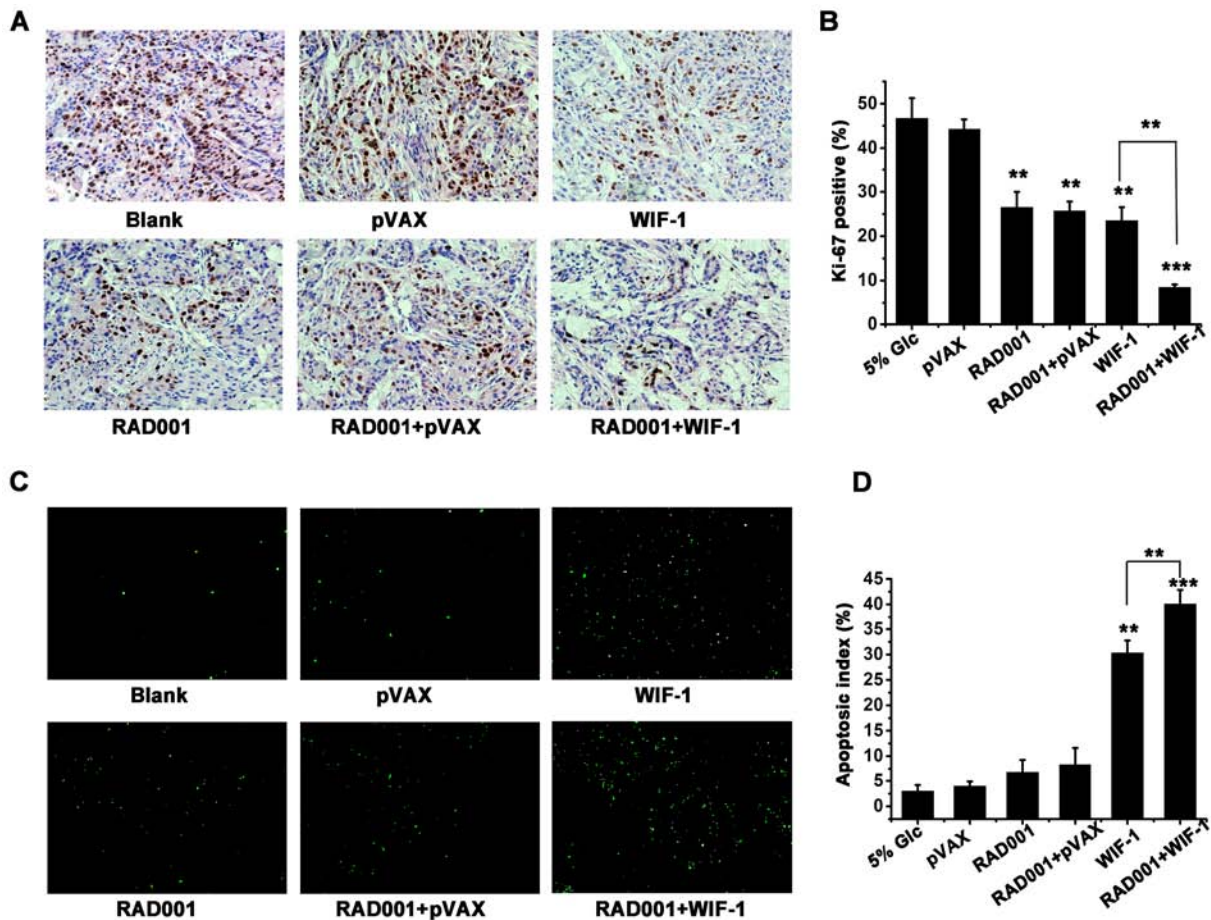 A
Blank
pVAX
WIF-1
RAD001
RAD001+pVAX
RAD001+WIF-1
B
Ki-67 positive (%)
50
40
30
20
10
0
**
**
**
**
***
5% Glc
pVAX
RAD001
RAD001+pVAX
WIF-1
RAD001+WIF-1
C
Blank
pVAX
WIF-1
RAD001
RAD001+pVAX
RAD001+WIF-1
D
Apoptosic index (%)
45
40
35
30
25
20
15
10
5
0
**
**
***
5% Glc
pVAX
RAD001
RAD001+pVAX
WIF-1
RAD001+WIF-1